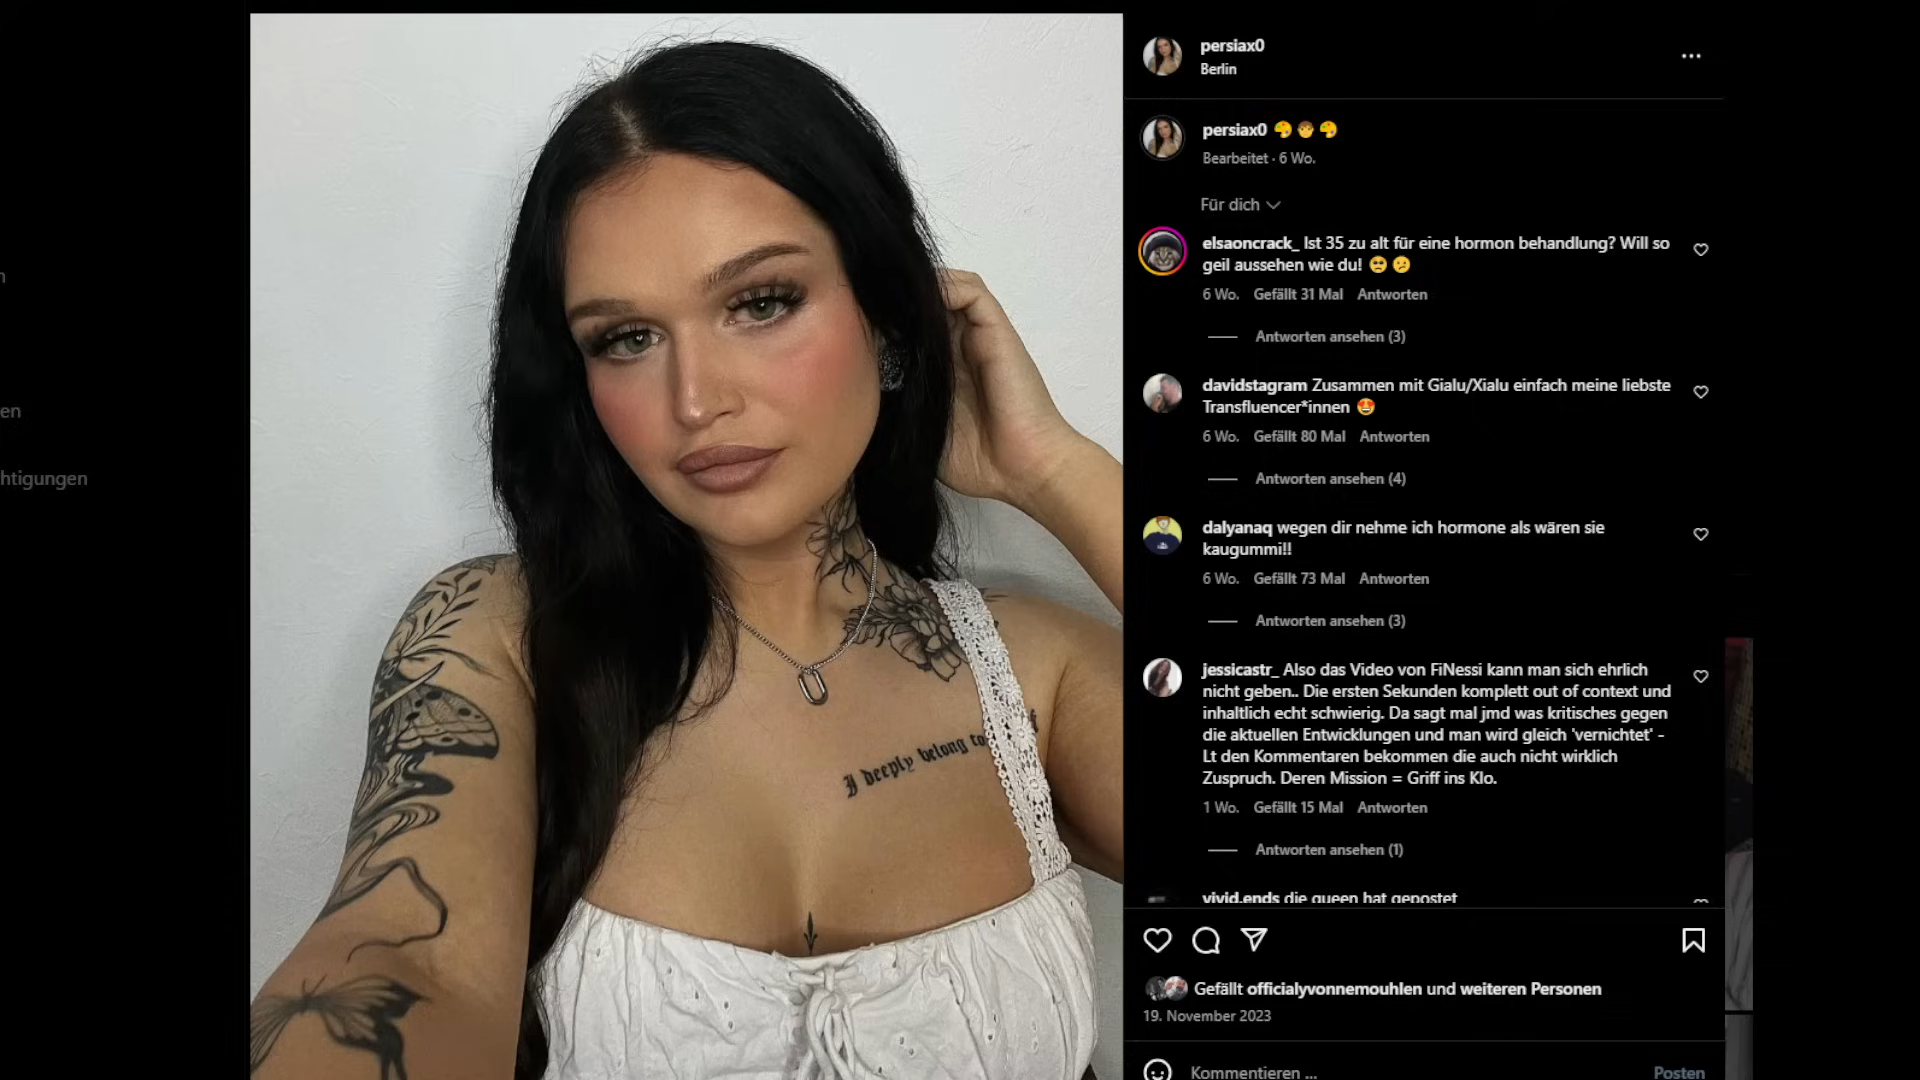 persiax0
Berlin
persiax0 
Bearbeitet · 6 Wo.
Für dich
elsaoncrack_ Ist 35 zu alt für eine hormon behandlung? Will so
geil aussehen wie du! 🥺😕
6 Wo. Gefällt 31 Mal Antworten
Antworten ansehen (3)
davidstagram Zusammen mit Gialu/Xialu einfach meine liebste
Transfluencer*innen 🤩
6 Wo. Gefällt 80 Mal Antworten
Antworten ansehen (4)
dalyanaq wegen dir nehme ich hormone als wären sie
kaugummi!!
6 Wo. Gefällt 73 Mal Antworten
Antworten ansehen (3)
jessicastr_ Also das Video von FiNessi kann man sich ehrlich
nicht geben.. Die ersten Sekunden komplett out of context und
inhaltlich echt schwierig. Da sagt mal jmd was kritisches gegen
die aktuellen Entwicklungen und man wird gleich 'vernichtet' -
Lt den Kommentaren bekommen die auch nicht wirklich
Zuspruch. Deren Mission = Griff ins Klo.
1 Wo. Gefällt 15 Mal Antworten
Antworten ansehen (1)
vivid.ends die queen hat gepostet
Gefällt officialyvonnemouhlen und weiteren Personen
19. November 2023
Kommentieren ...
Posten
n
en
htigungen
I deeply belong to